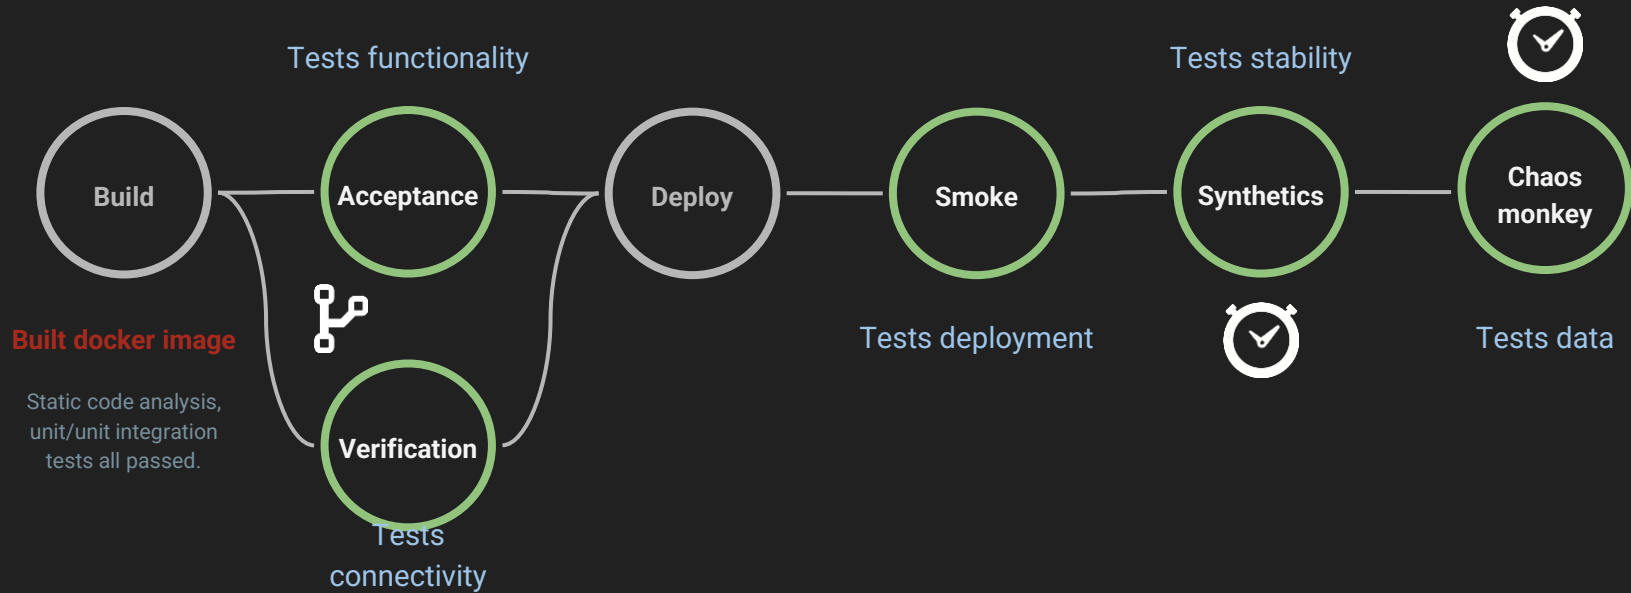 Tests functionality
Tests stability
Build
Acceptance
Deploy
Smoke
Synthetics
Chaos
monkey
Built docker image
Static code analysis,
unit/unit integration
tests all passed.
Verification
Tests
connectivity
Tests deployment
Tests data